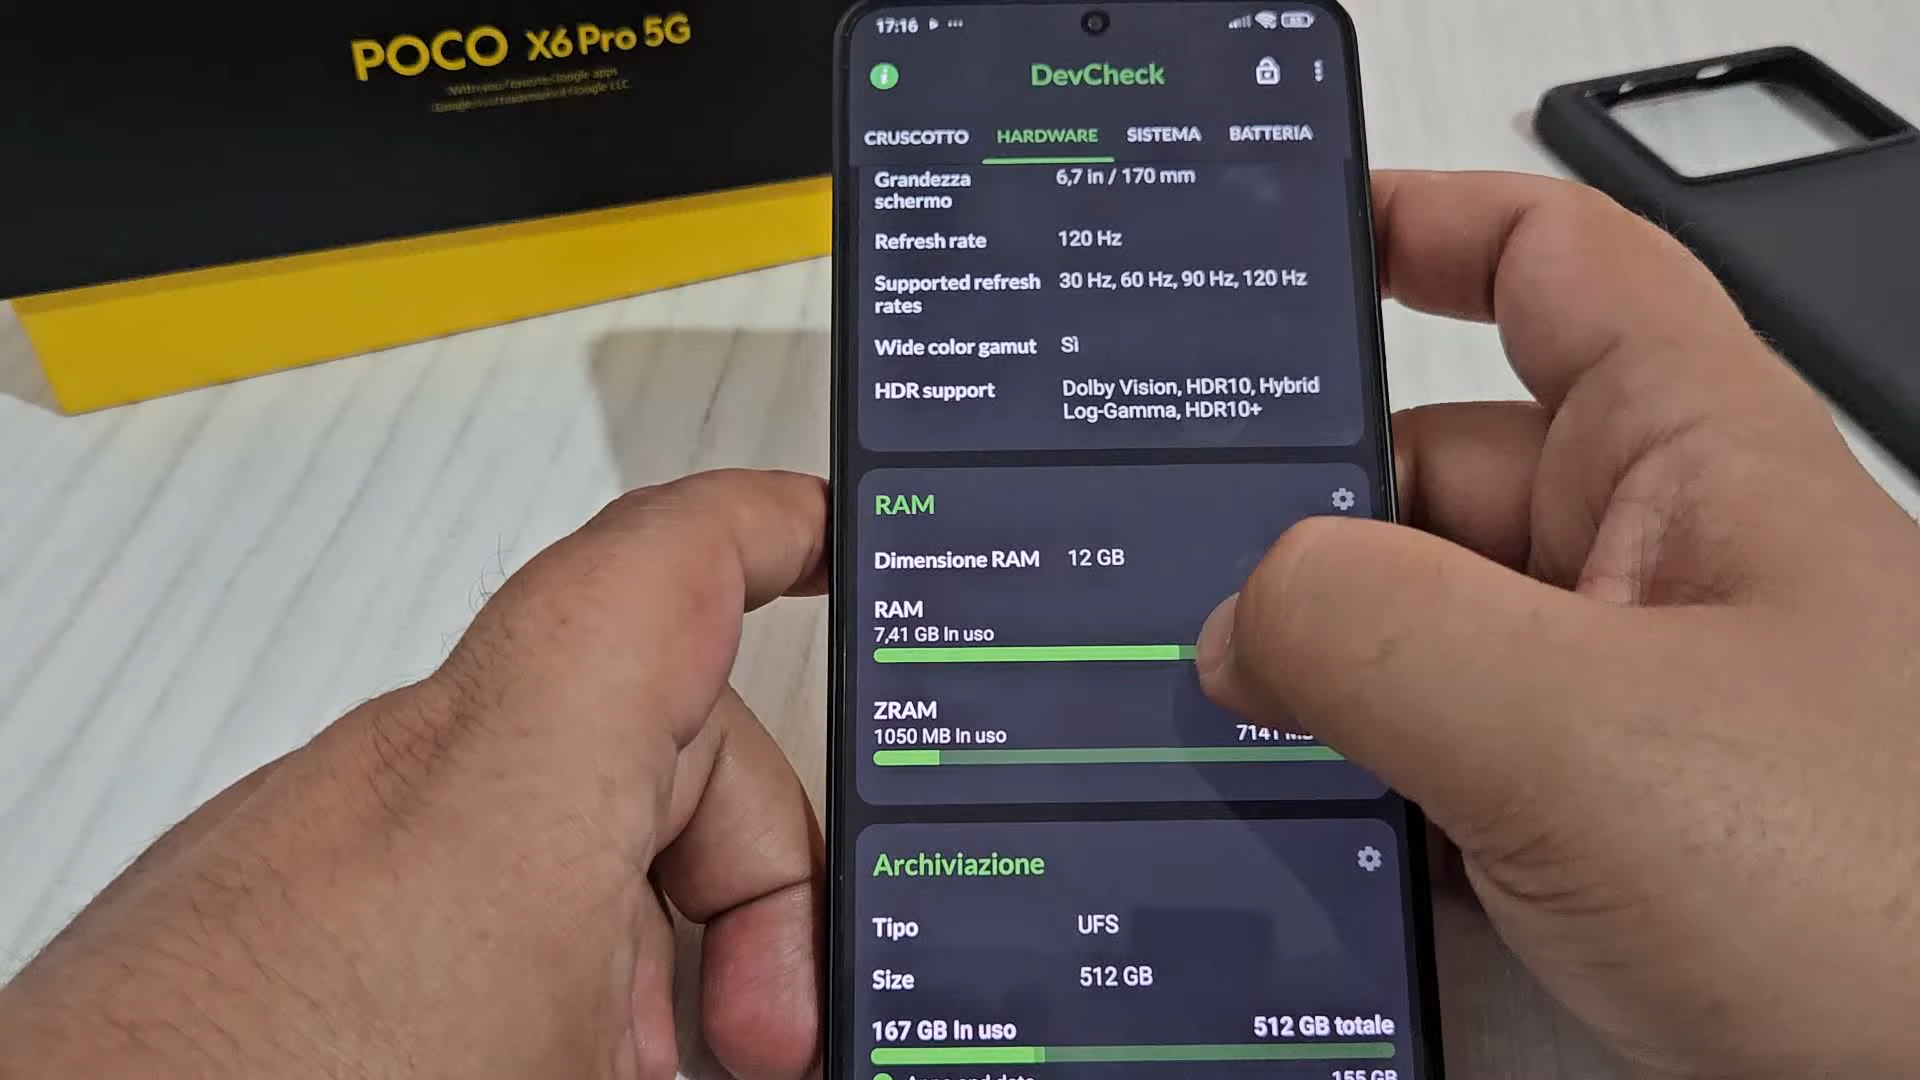 POCO X6 Pro 5G
17:16
DevCheck
CRUSCOTTO HARDWARE SISTEMA BATTERIA
Grandezza schermo 6,7 in / 170 mm
Refresh rate 120 Hz
Supported refresh rates 30 Hz, 60 Hz, 90 Hz, 120 Hz
Wide color gamut Sì
HDR support Dolby Vision, HDR10, Hybrid
Log-Gamma, HDR10+
RAM
Dimensione RAM 12 GB
RAM
7,41 GB In uso
ZRAM
1050 MB In uso 7141
Archiviazione
Tipo UFS
Size 512 GB
167 GB In uso 512 GB totale
155 GB